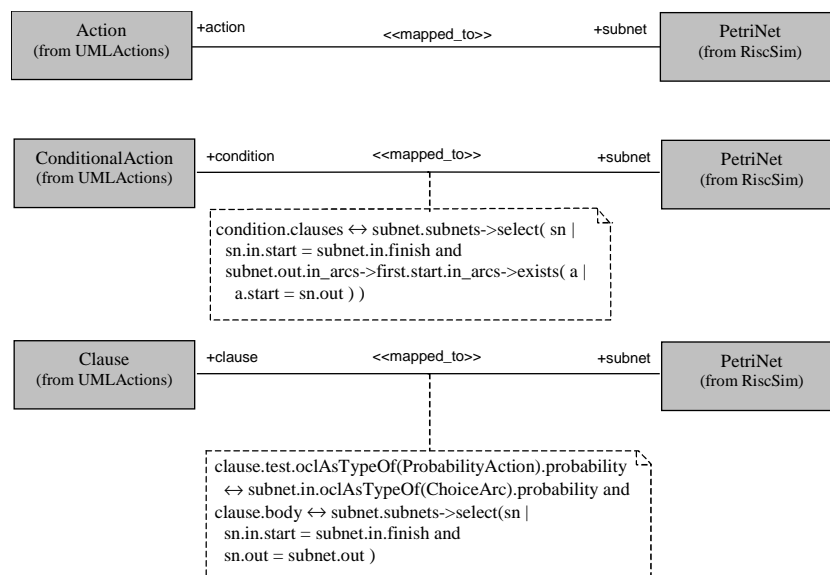 Action
(from UMLActions)
+action
<<mapped_to>>
+subnet
PetriNet
(from RiscSim)
ConditionalAction
(from UMLActions)
+condition
<<mapped_to>>
+subnet
PetriNet
(from RiscSim)
condition.clauses ↔ subnet.subnets->select( sn |
sn.in.start = subnet.in.finish and
subnet.out.in_arcs->first.start.in_arcs->exists( a |
a.start = sn.out ) )
Clause
(from UMLActions)
+clause
<<mapped_to>>
+subnet
PetriNet
(from RiscSim)
clause.test.oclAsTypeOf(ProbabilityAction).probability
↔ subnet.in.oclAsTypeOf(ChoiceArc).probability and
clause.body ↔ subnet.subnets->select(sn |
sn.in.start = subnet.in.finish and
sn.out = subnet.out )